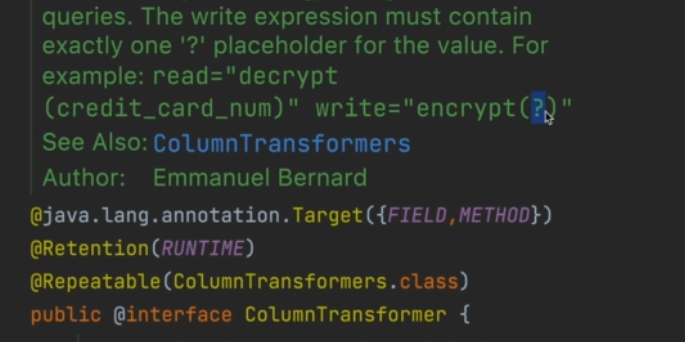 queries. The write expression must contain
exactly one '?' placeholder for the value. For
example: read="decrypt
(credit_card_num)" write="encrypt(?)"
See Also: ColumnTransformers
Author: Emmanuel Bernard
@java.lang.annotation.Target({FIELD,METHOD})
@Retention(RUNTIME)
@Repeatable(ColumnTransformers.class)
public @interface ColumnTransformer {